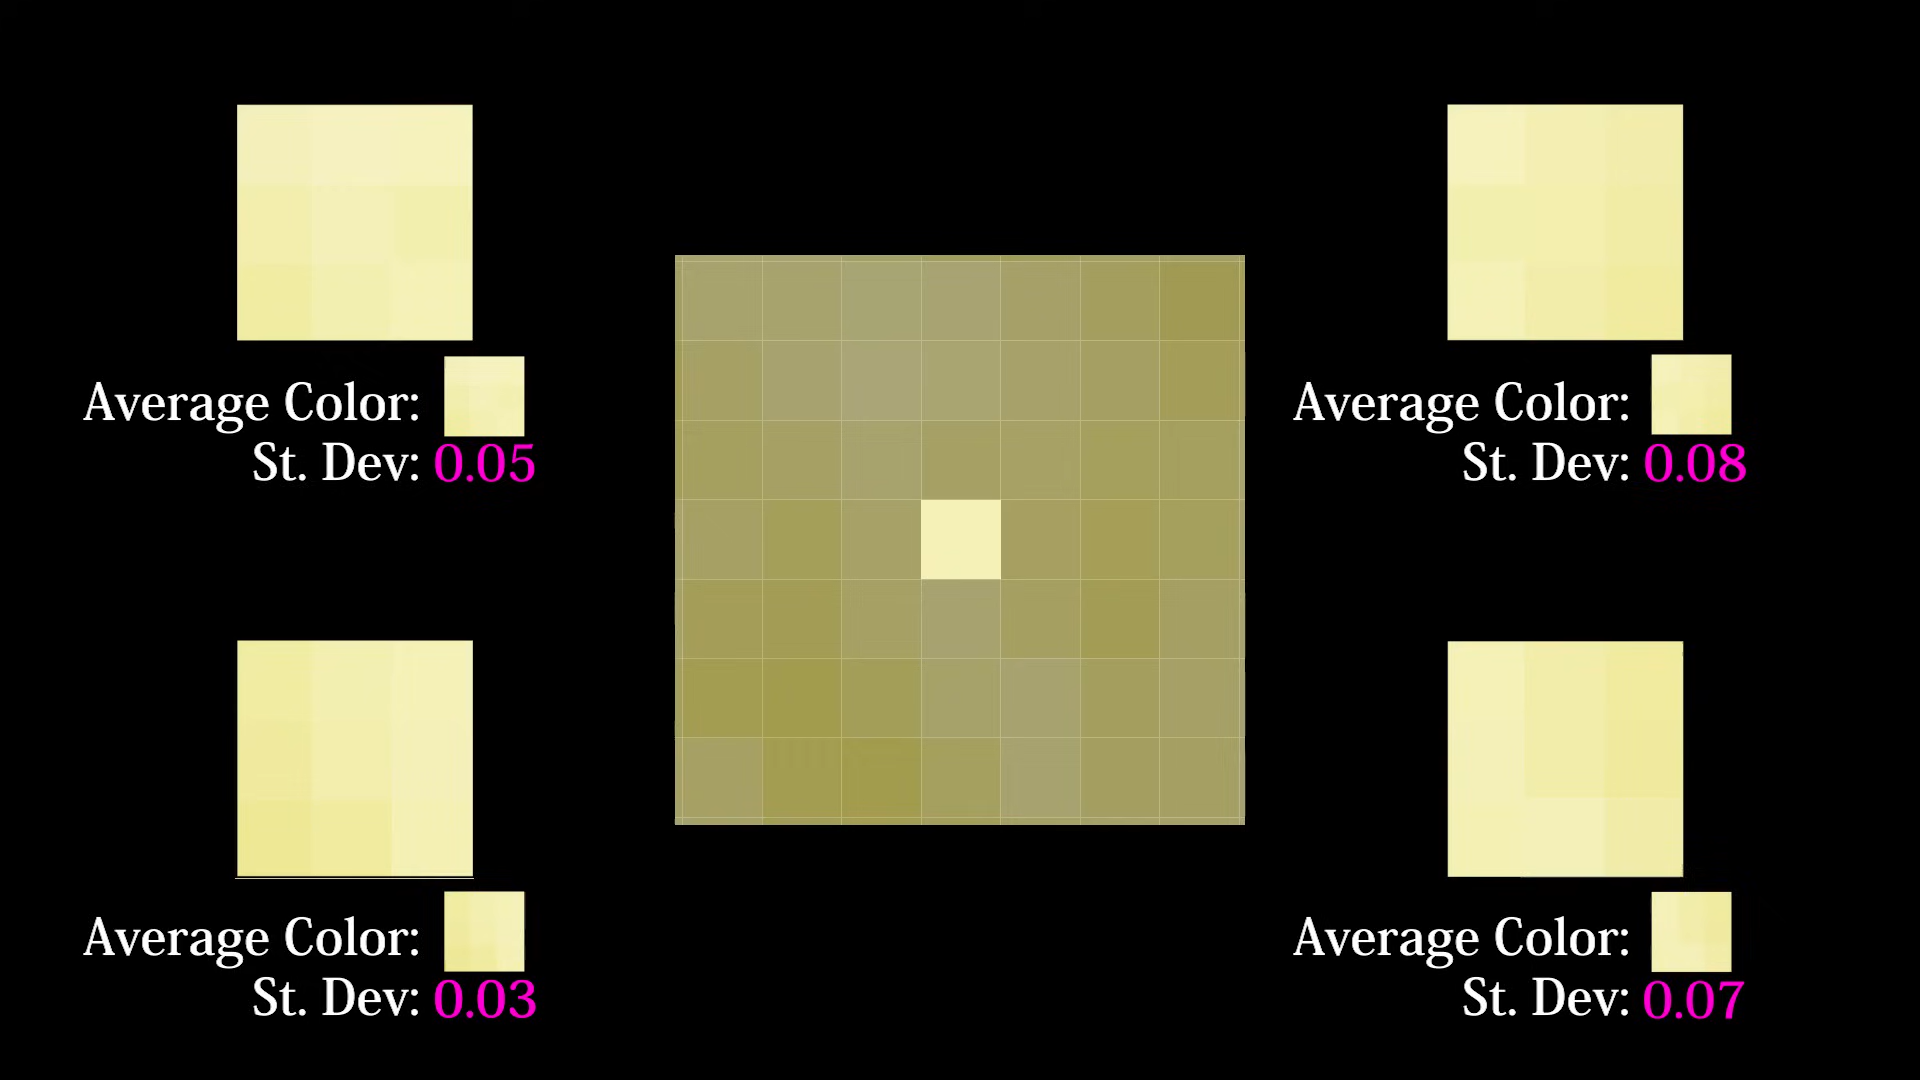 Average Color:
St. Dev: 0.05
Average Color:
St. Dev: 0.08
Average Color:
St. Dev: 0.03
Average Color:
St. Dev: 0.07